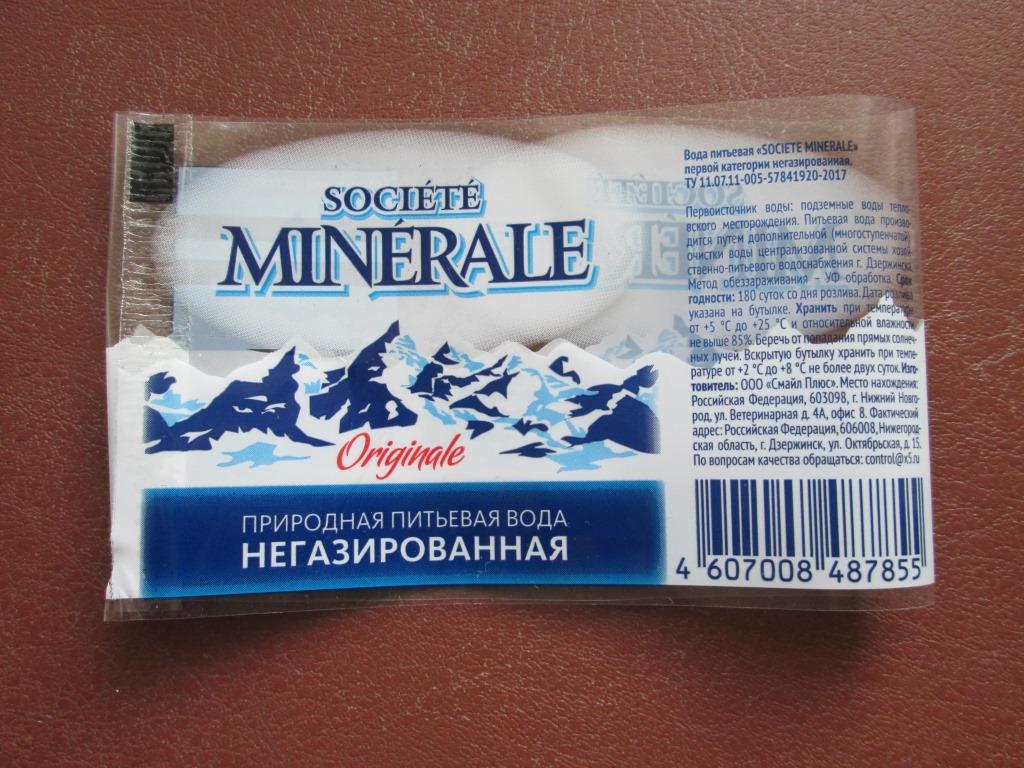 SOCIÉTÉ
MINÉRALE
Originale
ПРИРОДНАЯ ПИТЬЕВАЯ ВОДА
НЕГАЗИРОВАННАЯ
Вода питьевая «SOCIETE MINERALE»
первой категории негазированная.
ТУ 11.07.11-005-57841920-2017
Первоисточник воды: подземные воды тепло-
вского месторождения. Питьевая вода произво-
дится путем дополнительной (многоступенчатой)
очистки воды централизованной системы хозяй-
ственно-питьевого водоснабжения г. Дзержинска.
Метод обеззараживания – УФ обработка. Срок
годности: 180 суток со дня розлива. Дата розлива
указана на бутылке. Хранить при температуре
от +5 °С до +25 °С и относительной влажности
не выше 85%. Беречь от попадания прямых солнеч-
ных лучей. Вскрытую бутылку хранить при темпе-
ратуре от +2 °С до +8 °С не более двух суток. Изго-
товитель: ООО «Смайл Плюс». Место нахождения:
Российская Федерация, 603098, г. Нижний Новго-
род, ул. Ветеринарная д. 4А, офис 8. Фактический
адрес: Российская Федерация, 606008, Нижегород-
ская область, г. Дзержинск, ул. Октябрьская, д. 15.
По вопросам качества обращаться: control@x5.ru
4 607008 487855